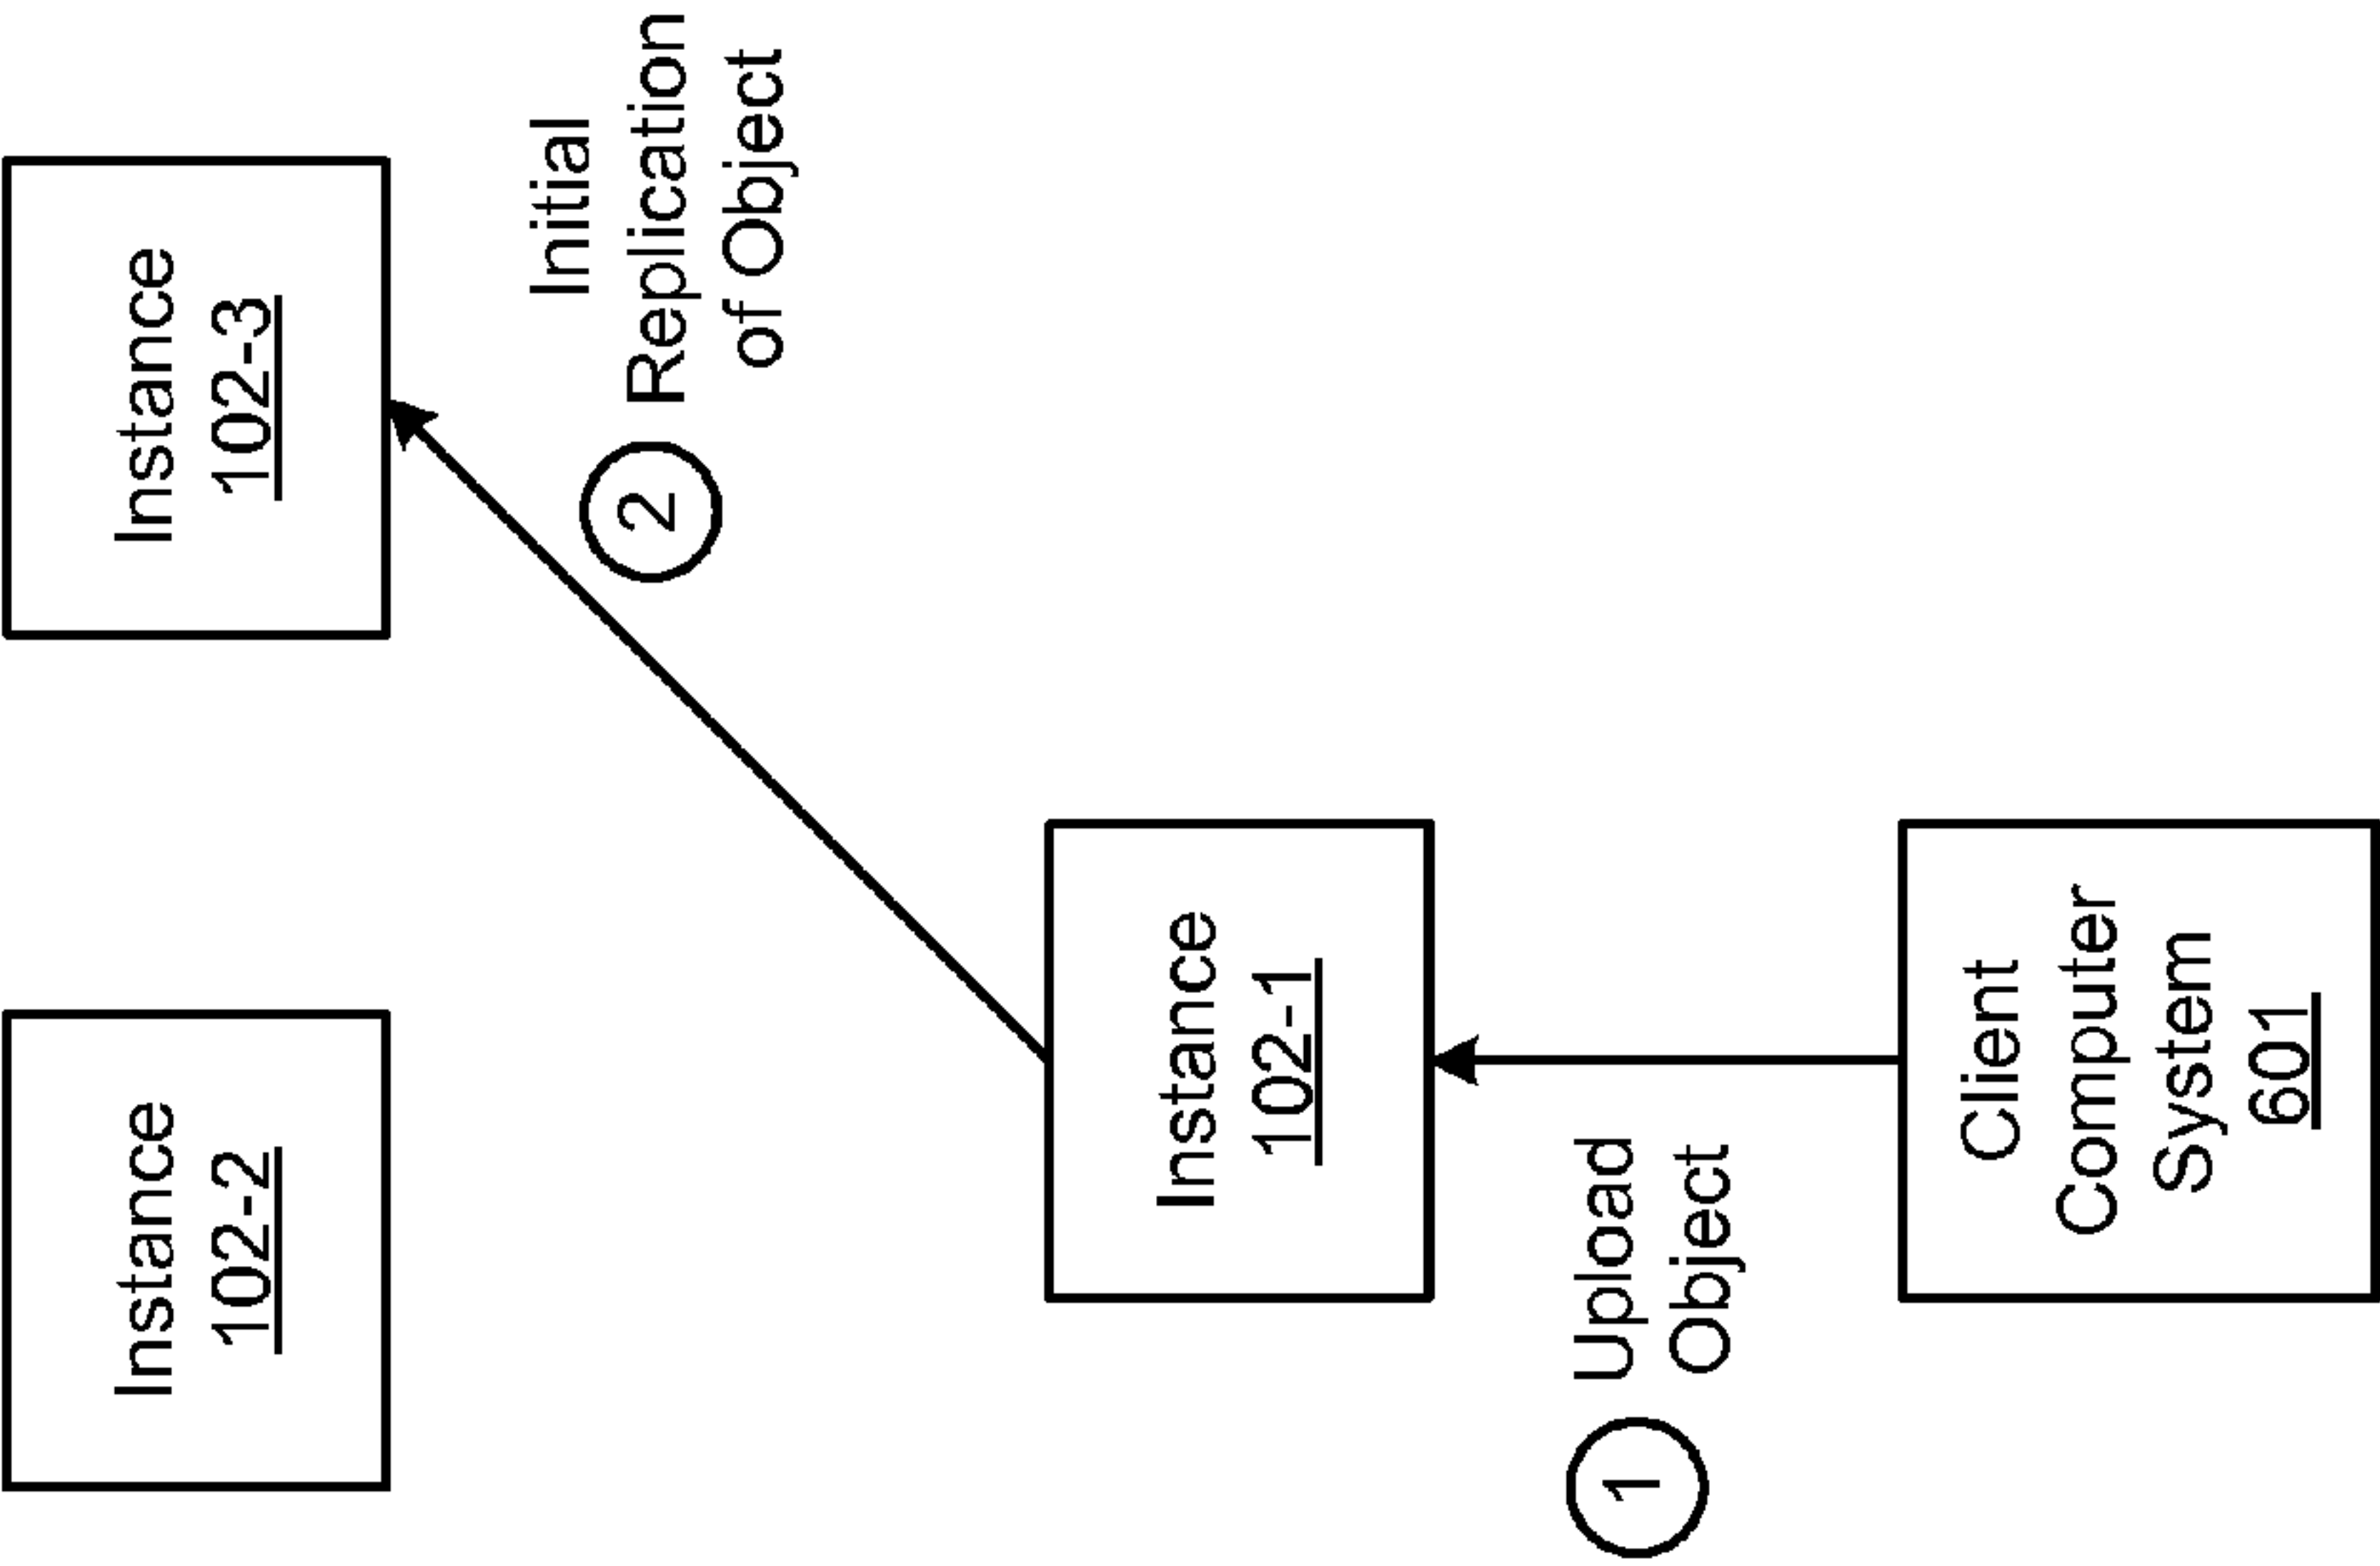 Instance
102-2
Instance
102-3
Initial
2 Replication
of Object
Instance
102-1
1 Upload
Object
Client
Computer
System
601